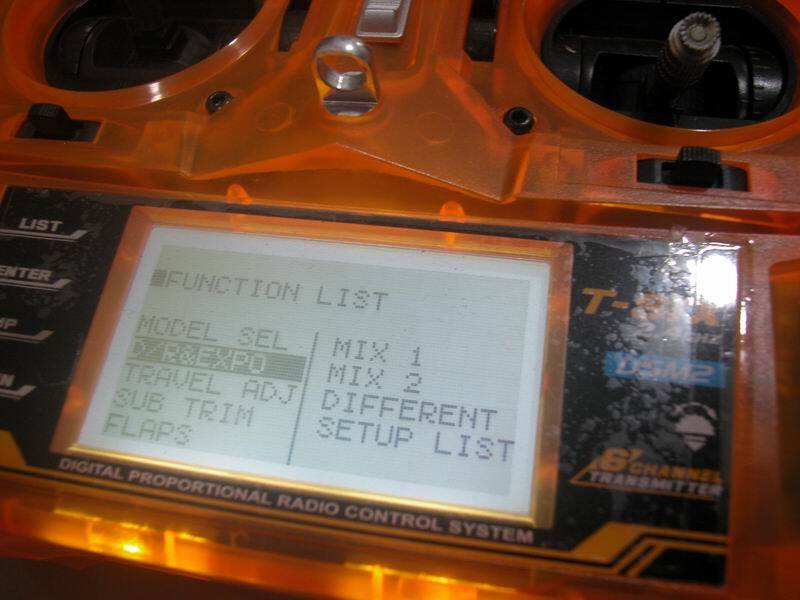 LIST
ENTER
FUNCTION LIST
MODEL SEL
D/R&EXPO
TRAVEL ADJ
SUB TRIM
FLAPS
MIX 1
MIX 2
DIFFERENT
SETUP LIST
DSM2
6 CHANNEL
TRANSMITTER
DIGITAL PROPORTIONAL RADIO CONTROL SYSTEM